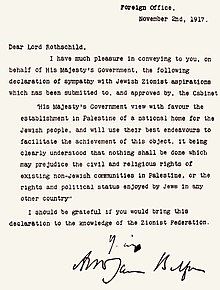 Foreign Office,
November 2nd, 1917.
Dear Lord Rothschild,
I have much pleasure in conveying to you, on
behalf of His Majesty's Government, the following
declaration of sympathy with Jewish Zionist aspirations
which has been submitted to, and approved by, the Cabinet
"His Majesty's Government view with favour the
establishment in Palestine of a national home for the
Jewish people, and will use their best endeavours to
facilitate the achievement of this object, it being
clearly understood that nothing shall be done which
may prejudice the civil and religious rights of
existing non-Jewish communities in Palestine, or the
rights and political status enjoyed by Jews in any
other country"
I should be grateful if you would bring this
declaration to the knowledge of the Zionist Federation.
Arthur James Balfour